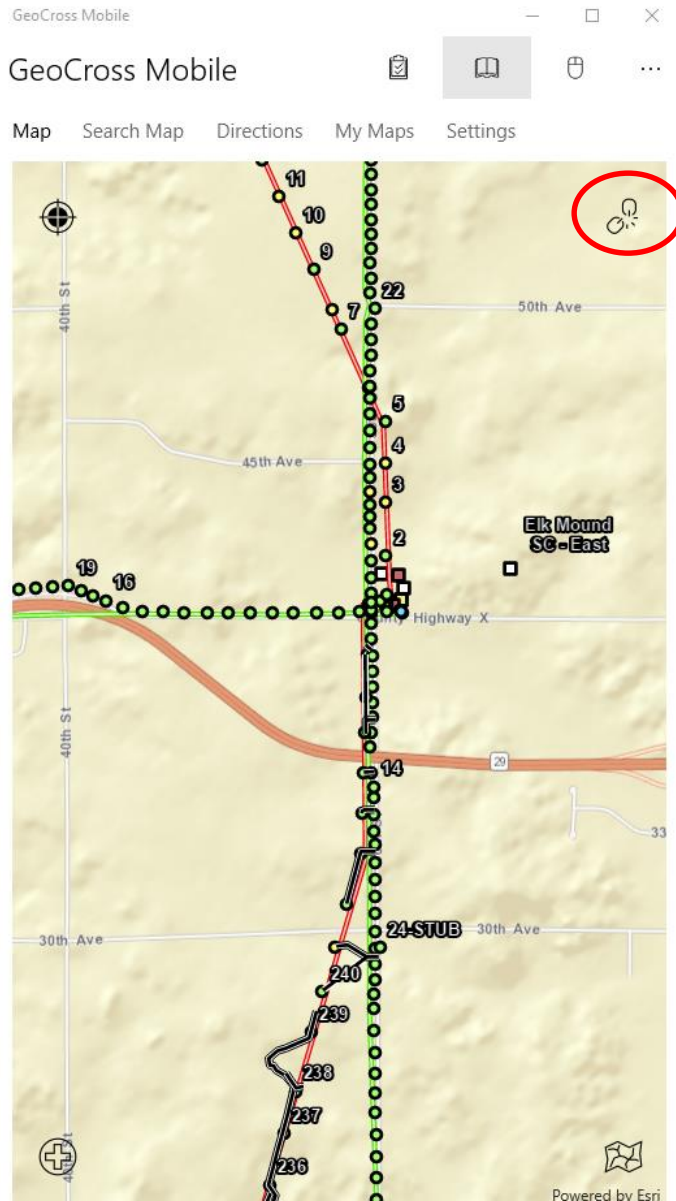 GeoCross Mobile
GeoCross Mobile
Map Search Map Directions My Maps Settings
11
10
9
7
22
40th St
50th Ave
5
4
45th Ave
3
Elk Mound
SC - East
2
19
16
Highway X
40th St
29
14
33
30th Ave
24-STUB
30th Ave
240
239
238
237
236
Powered by Esri